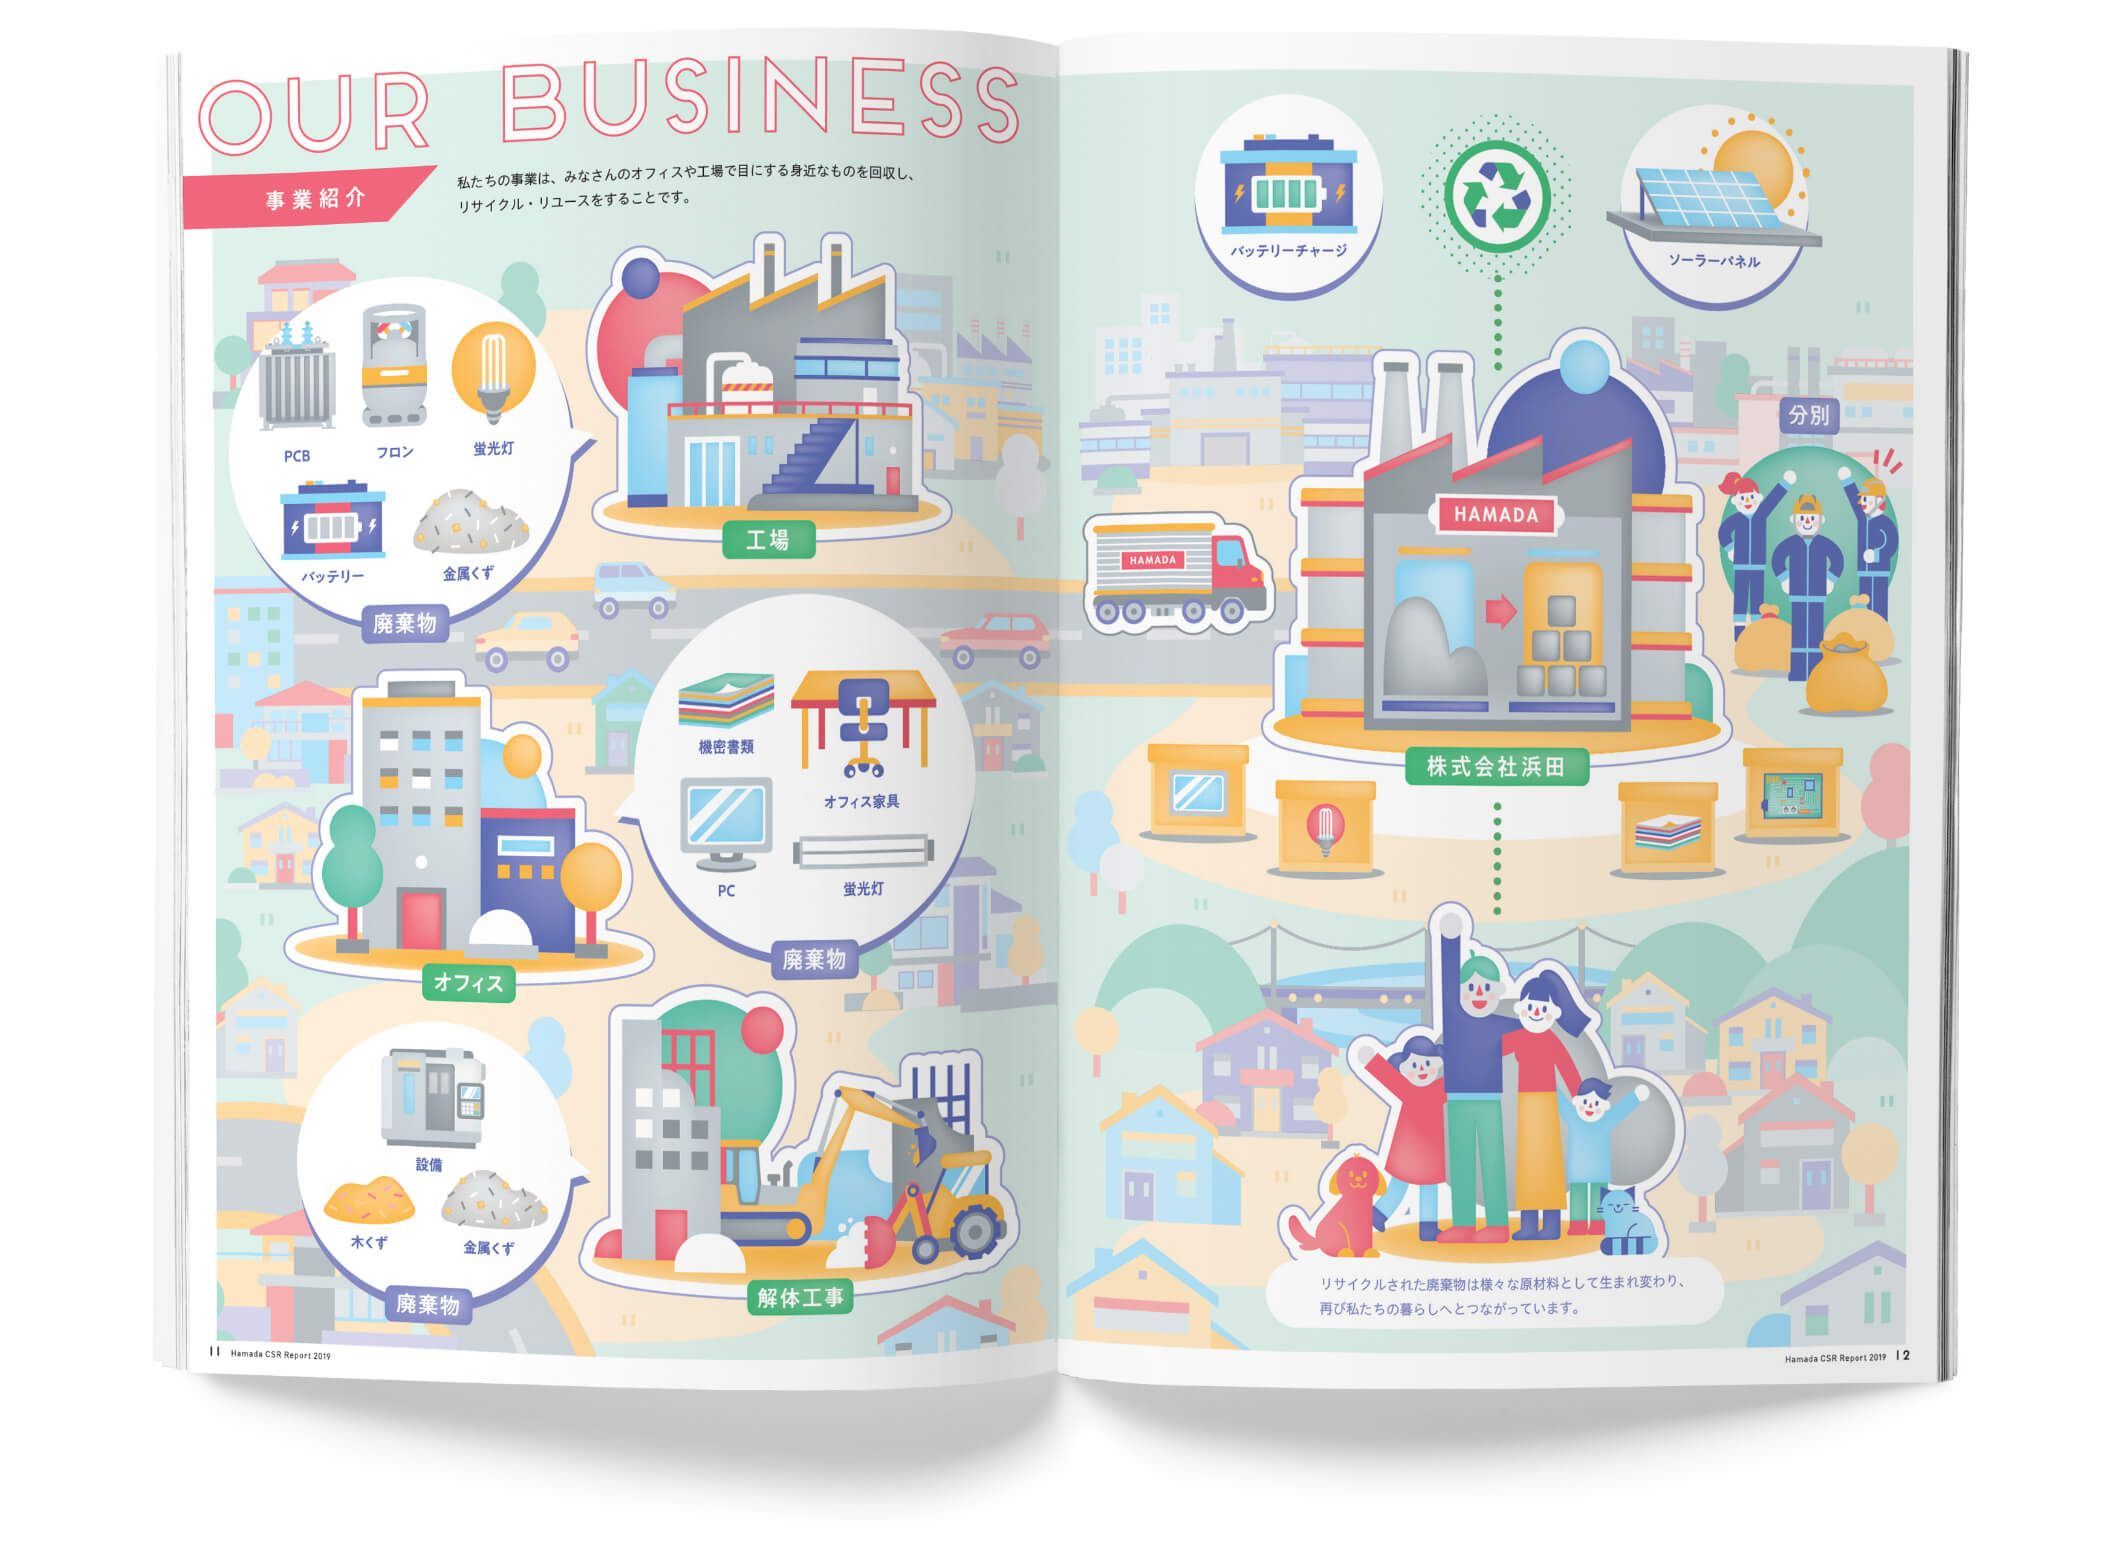 OUR BUSINESS
事業紹介
私たちの事業は、みなさんのオフィスや工場で目にする身近なものを回収し、
リサイクル・リユースをすることです。
PCB
フロン
蛍光灯
バッテリー
金属くず
廃棄物
工場
機密書類
オフィス家具
PC
蛍光灯
廃棄物
オフィス
設備
木くず
金属くず
廃棄物
解体工事
11 Hamada CSR Report 2019
バッテリーチャージ
ソーラーパネル
分別
HAMADA
HAMADA
株式会社浜田
リサイクルされた廃棄物は様々な原材料として生まれ変わり、
再び私たちの暮らしへとつながっています。
Hamada CSR Report 2019 12